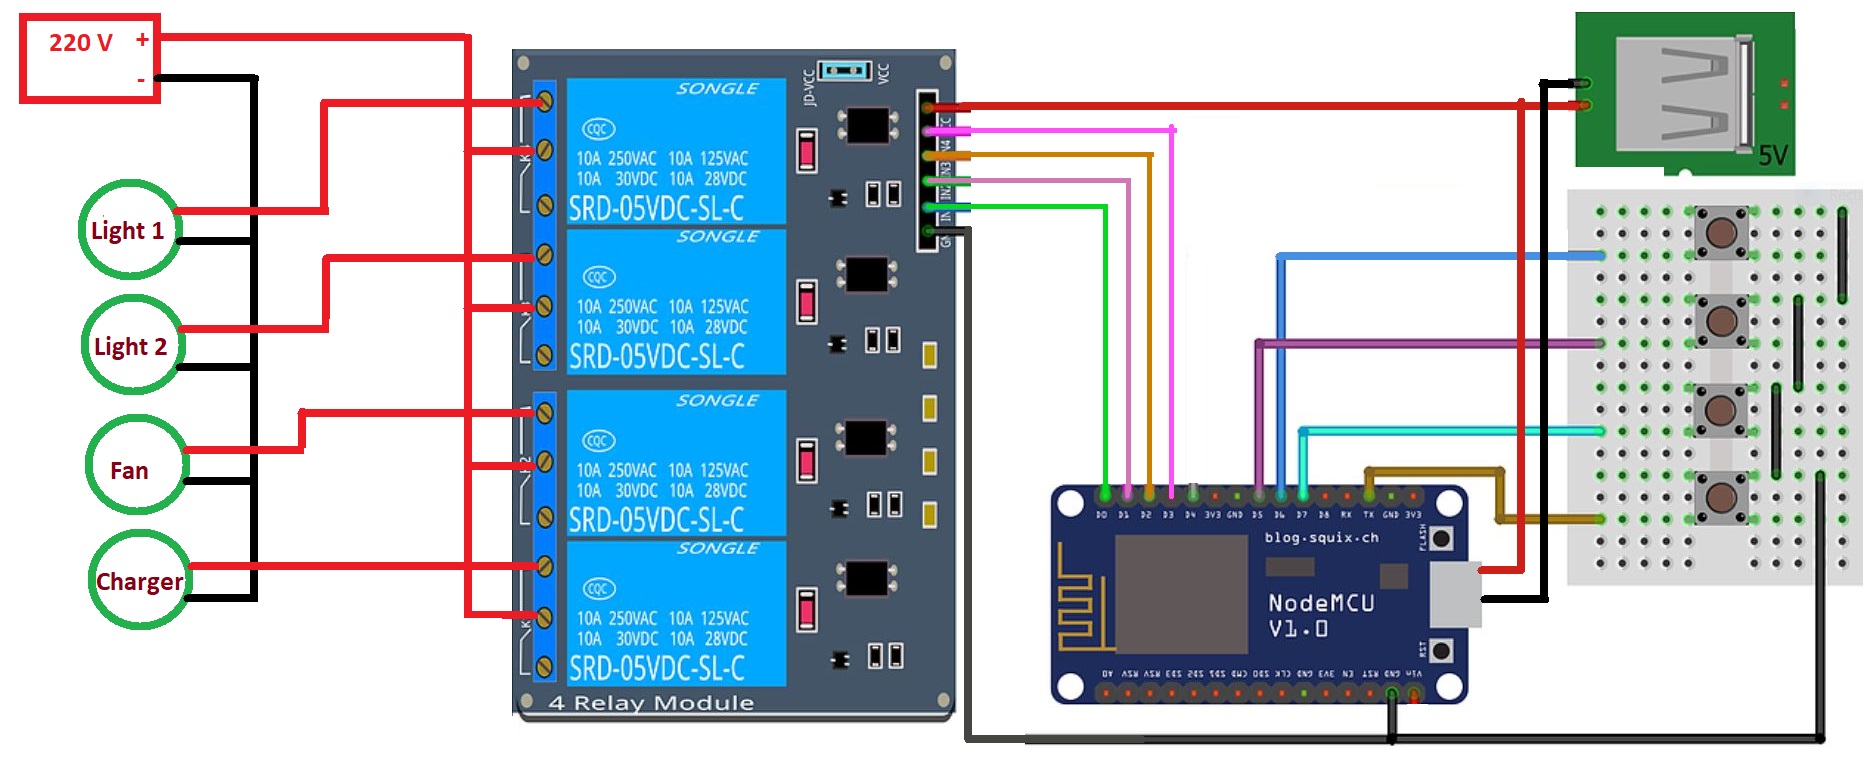 220 V +
-
Light 1
Light 2
Fan
Charger
JD-VCC
VCC
SONGLE
CQC
10A 250VAC 10A 125VAC
10A 30VDC 10A 28VDC
SRD-05VDC-SL-C
SONGLE
CQC
10A 250VAC 10A 125VAC
10A 30VDC 10A 28VDC
SRD-05VDC-SL-C
SONGLE
CQC
10A 250VAC 10A 125VAC
10A 30VDC 10A 28VDC
SRD-05VDC-SL-C
SONGLE
CQC
10A 250VAC 10A 125VAC
10A 30VDC 10A 28VDC
SRD-05VDC-SL-C
4 Relay Module
5V
D0 D1 D2 D3 D4 3V3 GND D5 D6 D7 D8 RX TX GND 3V3
blog.squix.ch
FLASH
NodeMCU
V1.0
RST
A0 RSV RSV SD3 SD2 SD1 CMD SD0 CLK GND 3V3 EN RST GND Vin